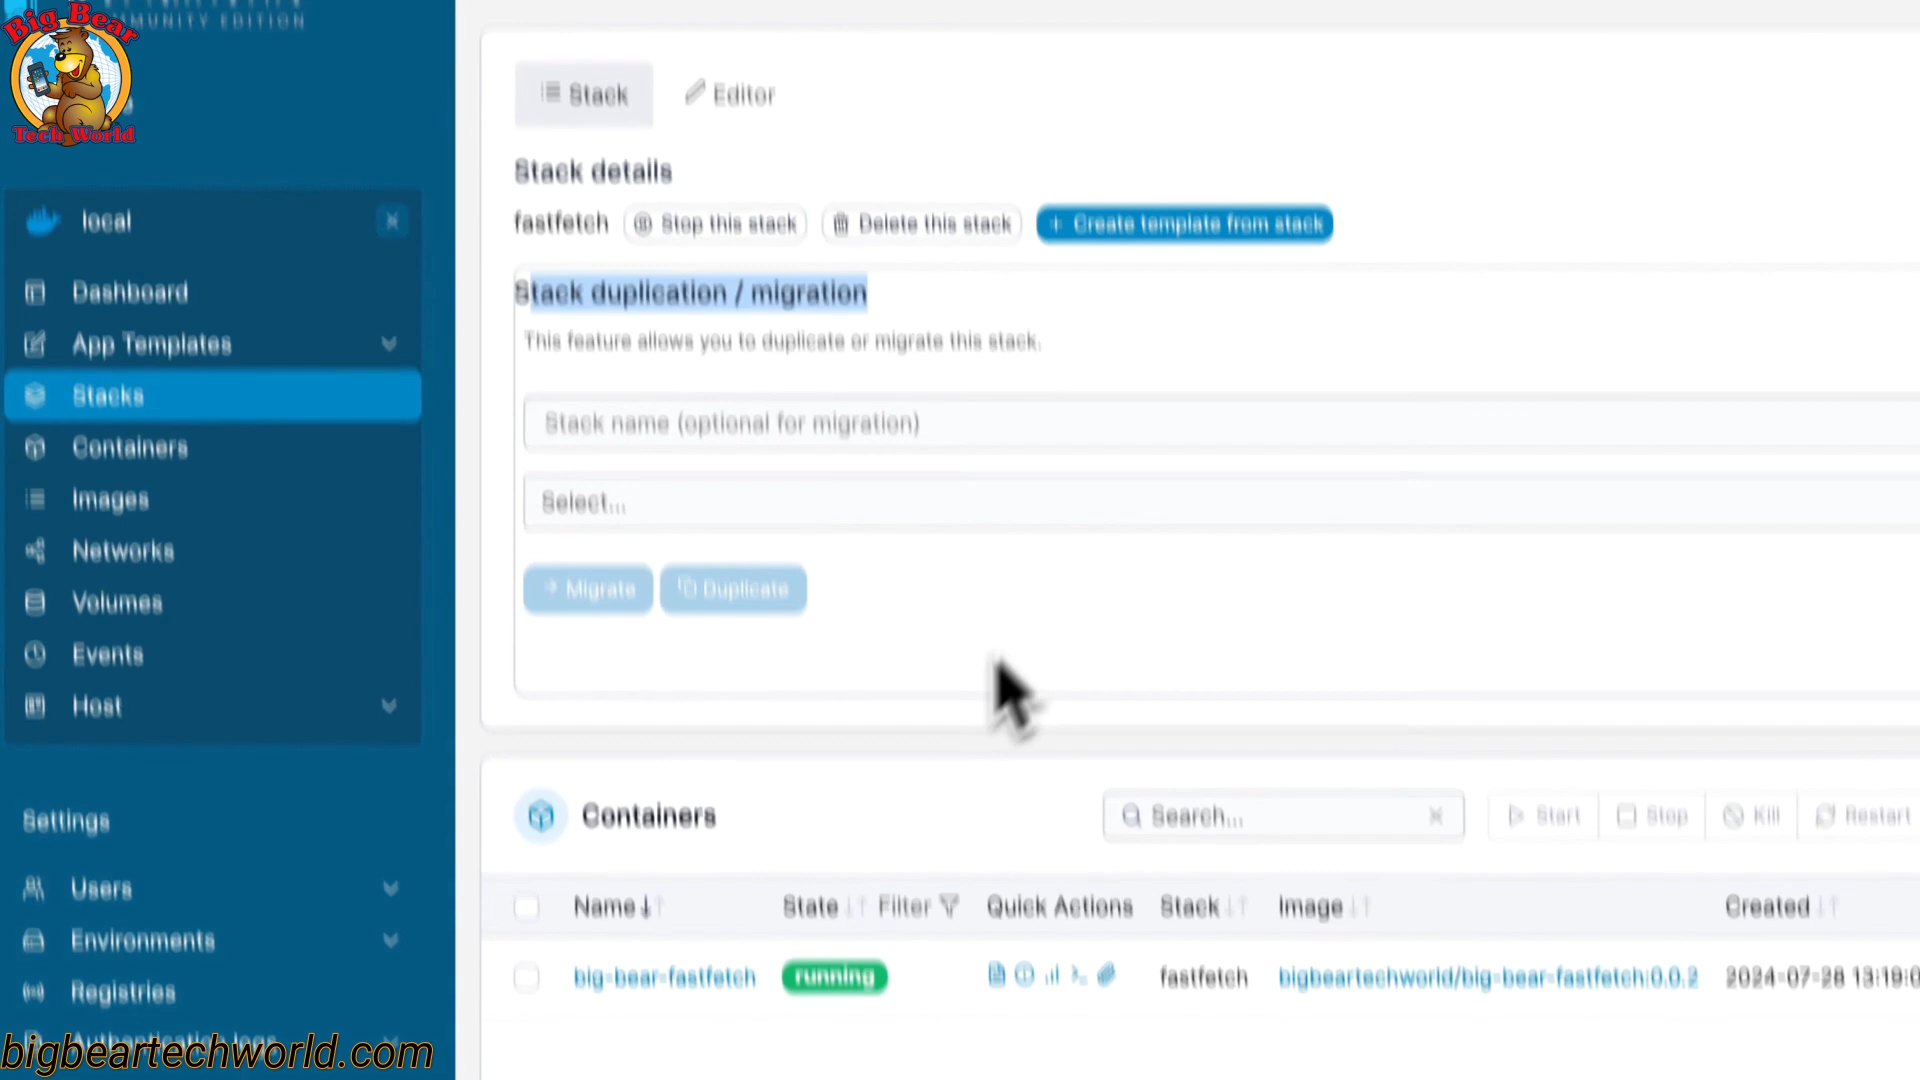 Big Bear
Tech World
MMUNITY EDITION
local
Dashboard
App Templates
Stacks
Containers
Images
Networks
Volumes
Events
Host
Settings
Users
Environments
Registries
Authentication logs
bigbeartechworld.com
Stack
Editor
Stack details
fastfetch
Stop this stack
Delete this stack
+ Create template from stack
Stack duplication / migration
This feature allows you to duplicate or migrate this stack.
Stack name (optional for migration)
Select...
Migrate
Duplicate
Containers
Search...
Start
Stop
Kill
Restart
Name
State
Filter
Quick Actions
Stack
Image
Created
big-bear-fastfetch
running
fastfetch
bigbeartechworld/big-bear-fastfetch:0.0.2
2024-07-28 13:19:0